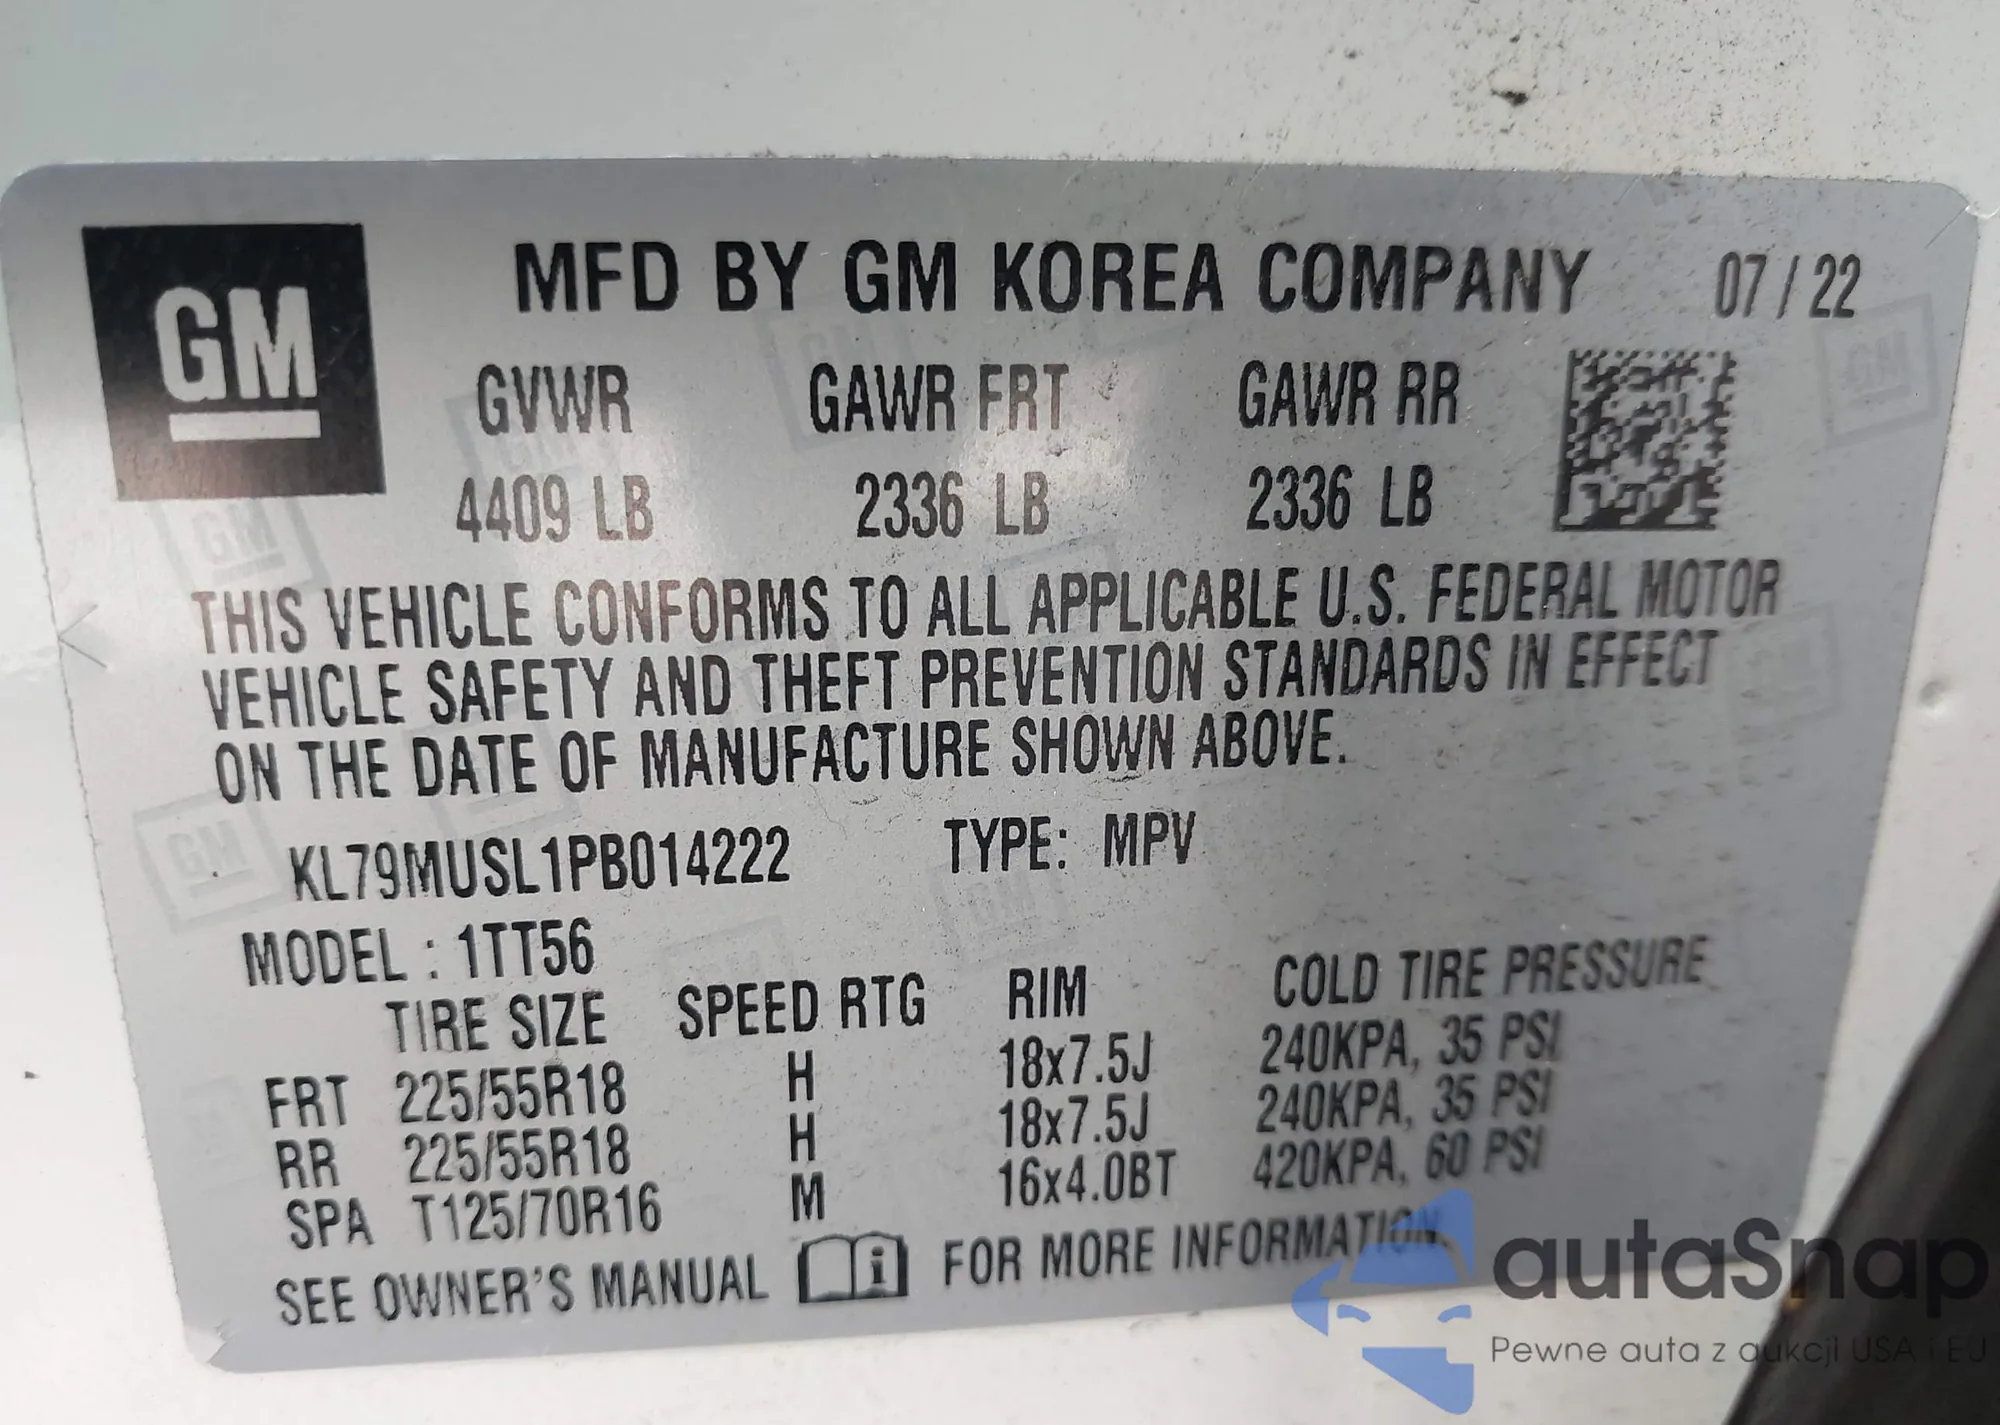 GM
MFD BY GM KOREA COMPANY 07 / 22
GVWR GAWR FRT GAWR RR
4409 LB 2336 LB 2336 LB
THIS VEHICLE CONFORMS TO ALL APPLICABLE U.S. FEDERAL MOTOR
VEHICLE SAFETY AND THEFT PREVENTION STANDARDS IN EFFECT
ON THE DATE OF MANUFACTURE SHOWN ABOVE.
KL79MUSL1PB014222 TYPE: MPV
MODEL : 1TT56
TIRE SIZE SPEED RTG RIM COLD TIRE PRESSURE
FRT 225/55R18 H 18x7.5J 240KPA, 35 PSI
RR 225/55R18 H 18x7.5J 240KPA, 35 PSI
SPA T125/70R16 M 16x4.0BT 420KPA, 60 PSI
SEE OWNER'S MANUAL i FOR MORE INFORMATION
autaSnap
Pewne auta z aukcji USA i EU